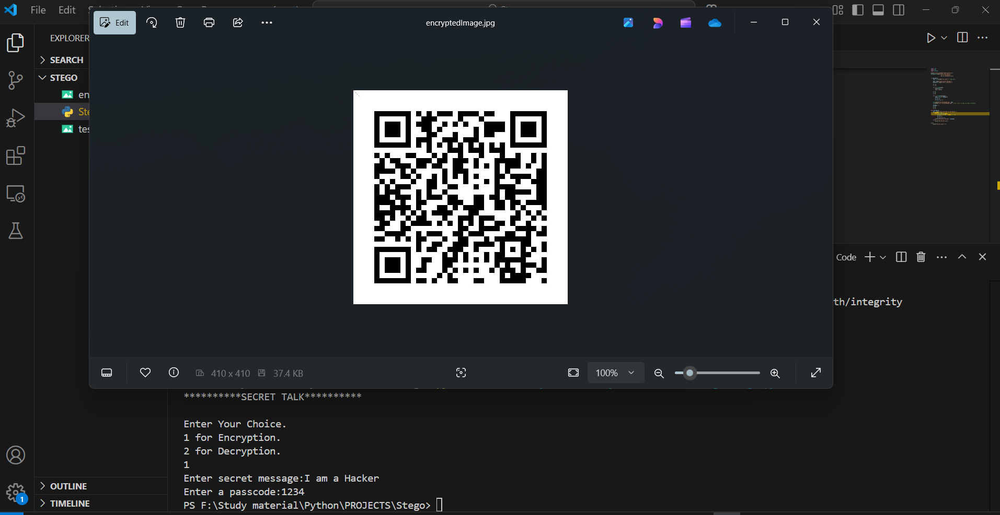 File Edit
encryptedImage.jpg
Edit
EXPLORER
SEARCH
STEGO
en
Ste
tes
Code
th/integrity
410 x 410 37.4 KB
100%
**********SECRET TALK**********
Enter Your Choice.
1 for Encryption.
2 for Decryption.
1
Enter secret message:I am a Hacker
Enter a passcode:1234
PS F:\Study material\Python\PROJECTS\Stego>
OUTLINE
TIMELINE
1